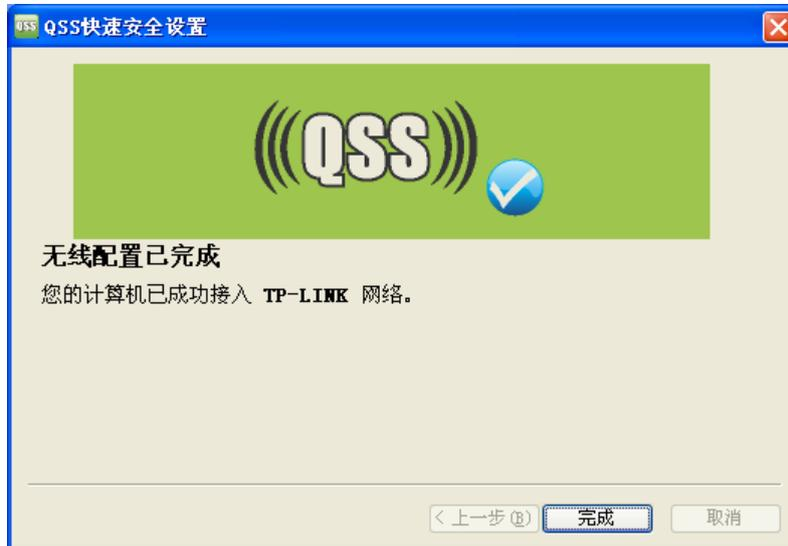 QSS QSS快速安全设置
QSS
无线配置已完成
您的计算机已成功接入 TP-LINK 网络。
< 上一步(B) 完成 取消